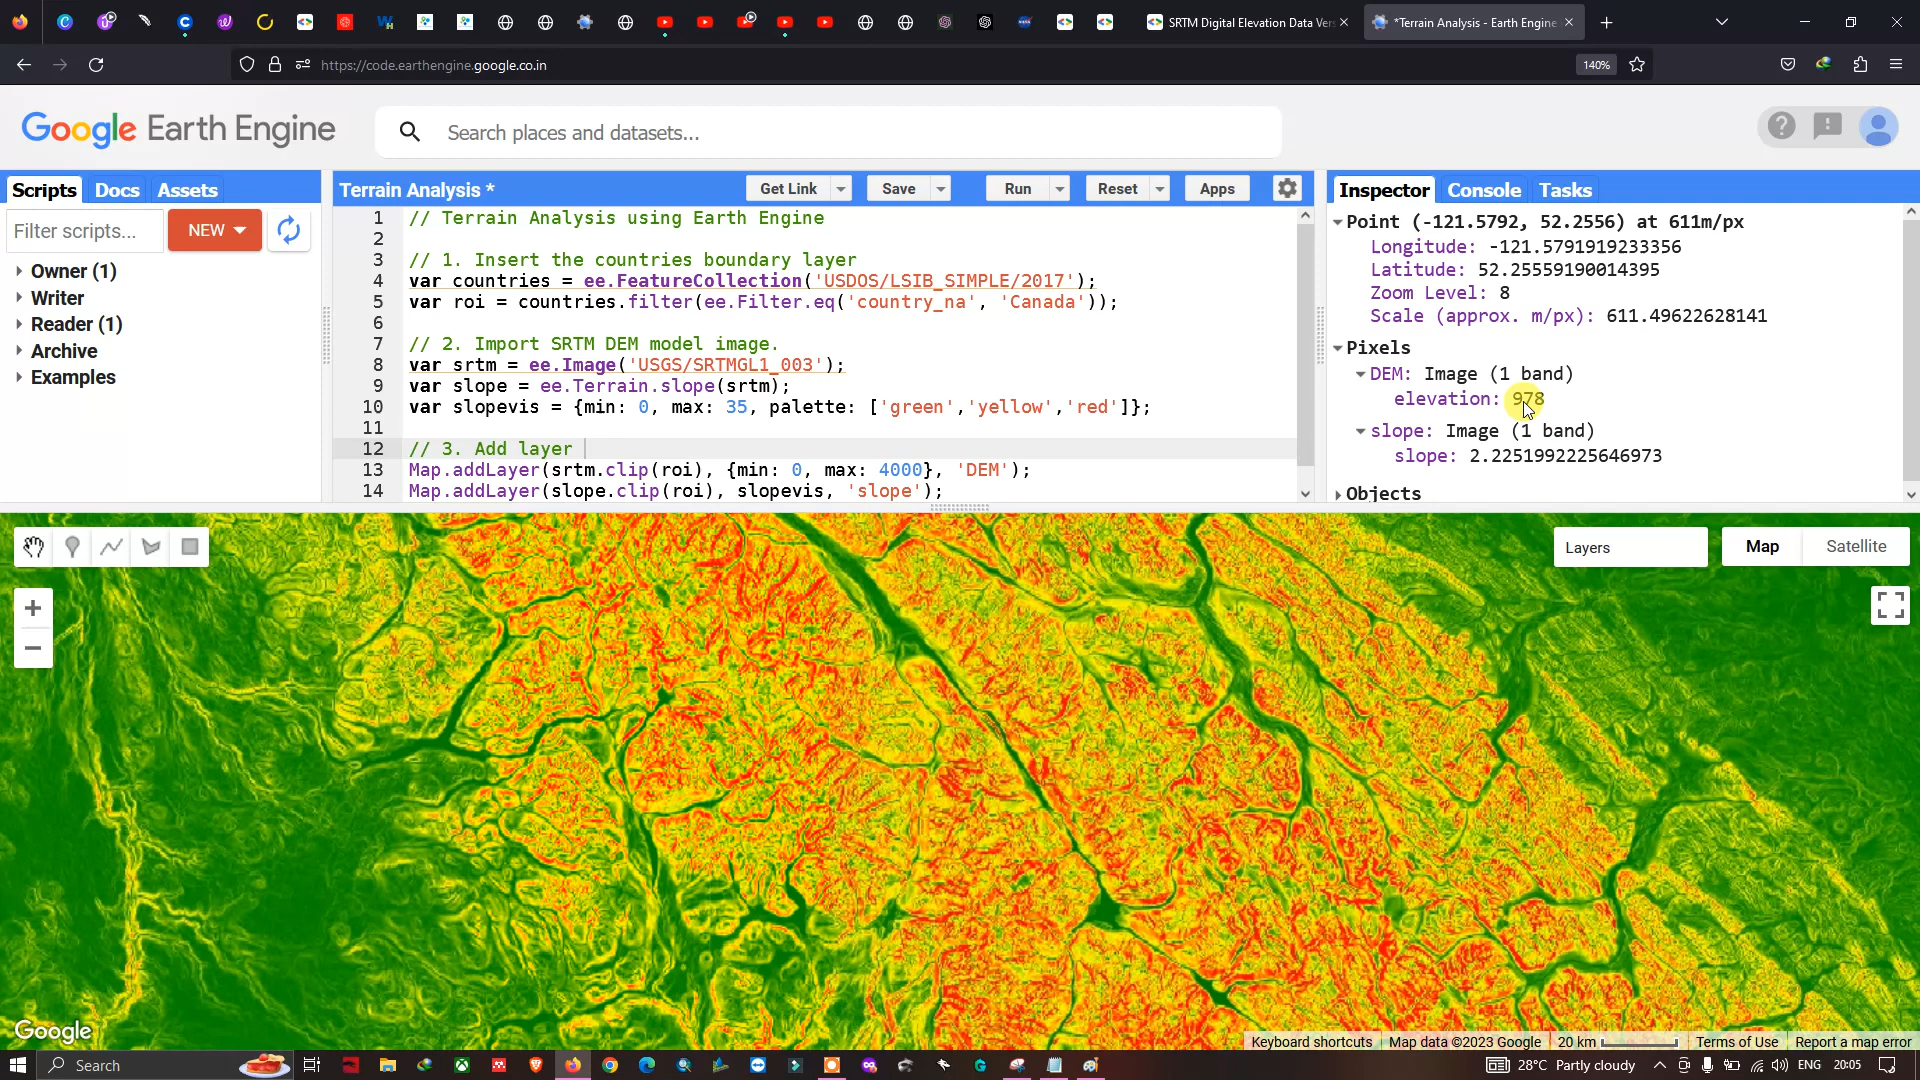 SRTM Digital Elevation Data Ver
*Terrain Analysis - Earth Engine
https://code.earthengine.google.co.in
140%
Google Earth Engine
Search places and datasets...
Scripts
Docs
Assets
Filter scripts...
NEW
Owner (1)
Writer
Reader (1)
Archive
Examples
Terrain Analysis *
Get Link
Save
Run
Reset
Apps
1 // Terrain Analysis using Earth Engine
2
3 // 1. Insert the countries boundary layer
4 var countries = ee.FeatureCollection('USDOS/LSIB_SIMPLE/2017');
5 var roi = countries.filter(ee.Filter.eq('country_na', 'Canada'));
6
7 // 2. Import SRTM DEM model image.
8 var srtm = ee.Image('USGS/SRTMGL1_003');
9 var slope = ee.Terrain.slope(srtm);
10 var slopevis = {min: 0, max: 35, palette: ['green','yellow','red']};
11
12 // 3. Add layer
13 Map.addLayer(srtm.clip(roi), {min: 0, max: 4000}, 'DEM');
14 Map.addLayer(slope.clip(roi), slopevis, 'slope');
Inspector
Console
Tasks
Point (-121.5792, 52.2556) at 611m/px
Longitude: -121.5791919233356
Latitude: 52.25559190014395
Zoom Level: 8
Scale (approx. m/px): 611.49622628141
Pixels
DEM: Image (1 band)
elevation: 978
slope: Image (1 band)
slope: 2.2251992225646973
Objects
Layers
Map
Satellite
+
−
Google
Keyboard shortcuts
Map data ©2023 Google
20 km
Terms of Use
Report a map error
Search
28°C Partly cloudy
ENG
20:05